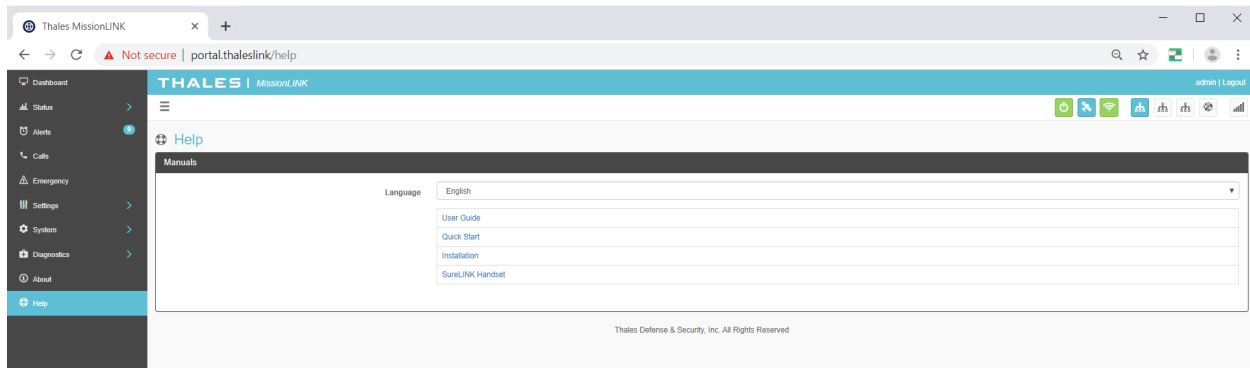 Thales MissionLINK
Not secure | portal.thaleslink/help
Dashboard
THALES | MissionLINK
admin | Logout
Status
Alerts 0
Help
Manuals
Calls
Emergency
Language English
Settings
User Guide
System
Quick Start
Diagnostics
Installation
About
SureLINK Handset
Help
Thales Defense & Security, Inc. All Rights Reserved